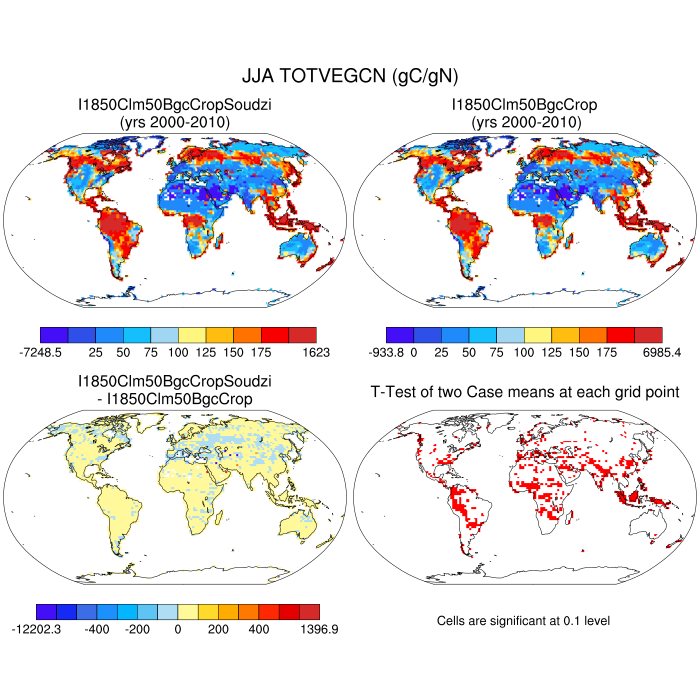 JJA TOTVEGCN (gC/gN)
I1850Clm50BgcCropSoudzi
(yrs 2000-2010)
I1850Clm50BgcCrop
(yrs 2000-2010)
-7248.5 25 50 75 100 125 150 175 1623
-933.8 0 25 50 75 100 125 150 175 6985.4
I1850Clm50BgcCropSoudzi
- I1850Clm50BgcCrop
T-Test of two Case means at each grid point
-12202.3 -400 -200 0 200 400 1396.9
Cells are significant at 0.1 level